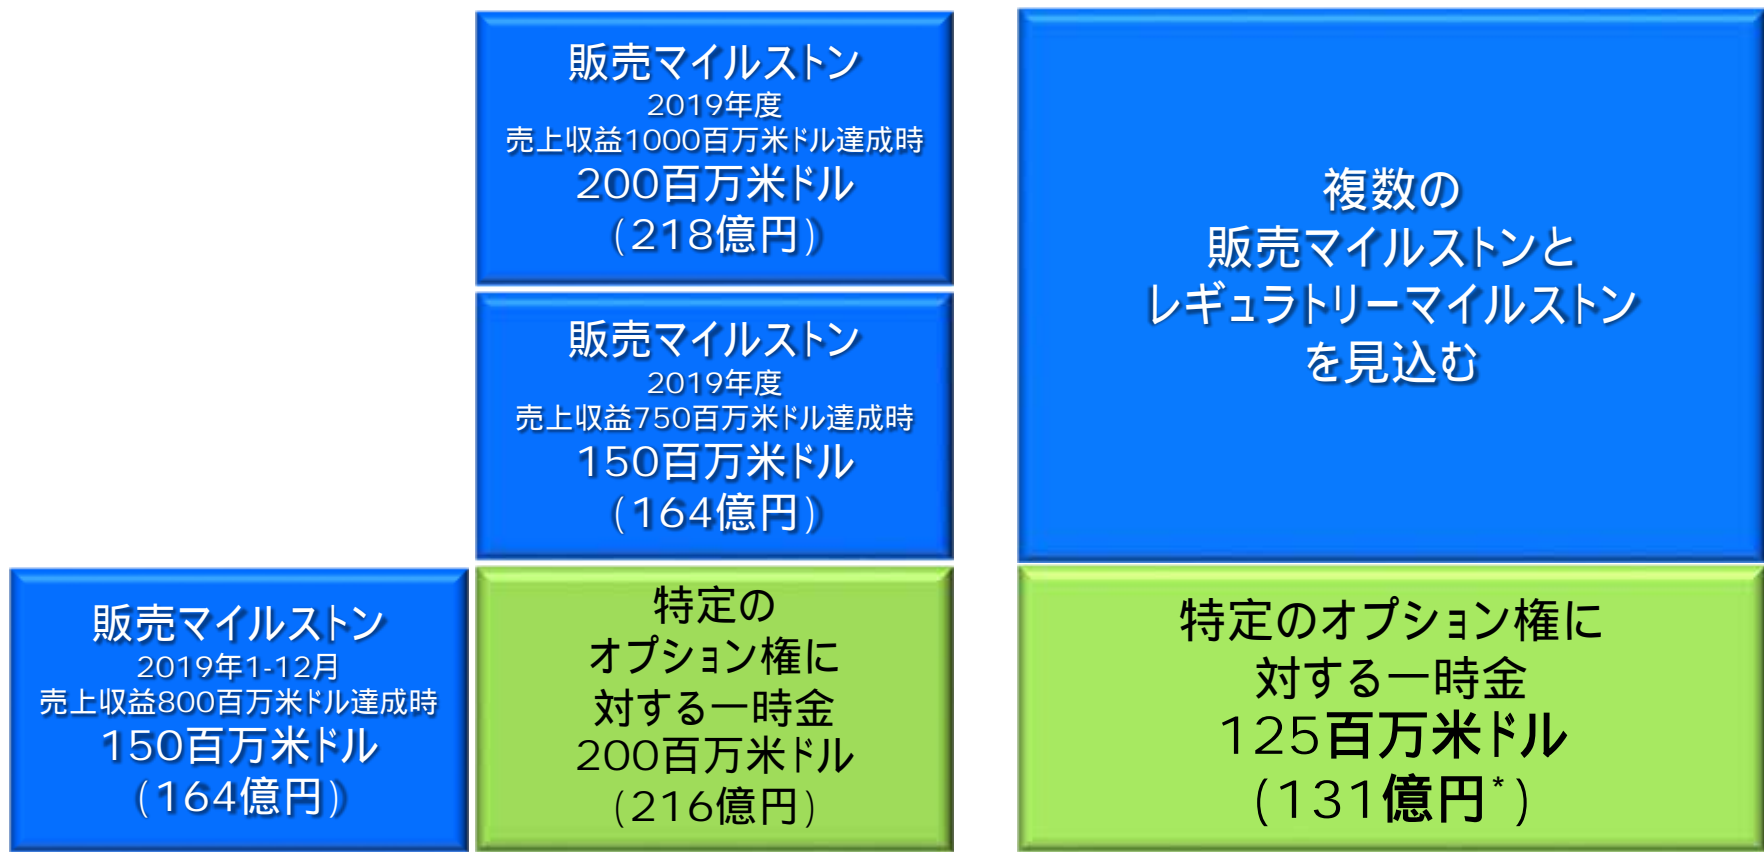 販売マイルストン
2019年度
売上収益1000百万米ドル達成時
200百万米ドル
(218億円)
販売マイルストン
2019年度
売上収益750百万米ドル達成時
150百万米ドル
(164億円)
複数の
販売マイルストンと
レギュラトリーマイルストン
を見込む
販売マイルストン
2019年1-12月
売上収益800百万米ドル達成時
150百万米ドル
(164億円)
特定の
オプション権に
対する一時金
200百万米ドル
(216億円)
特定のオプション権に
対する一時金
125百万米ドル
(131億円*)